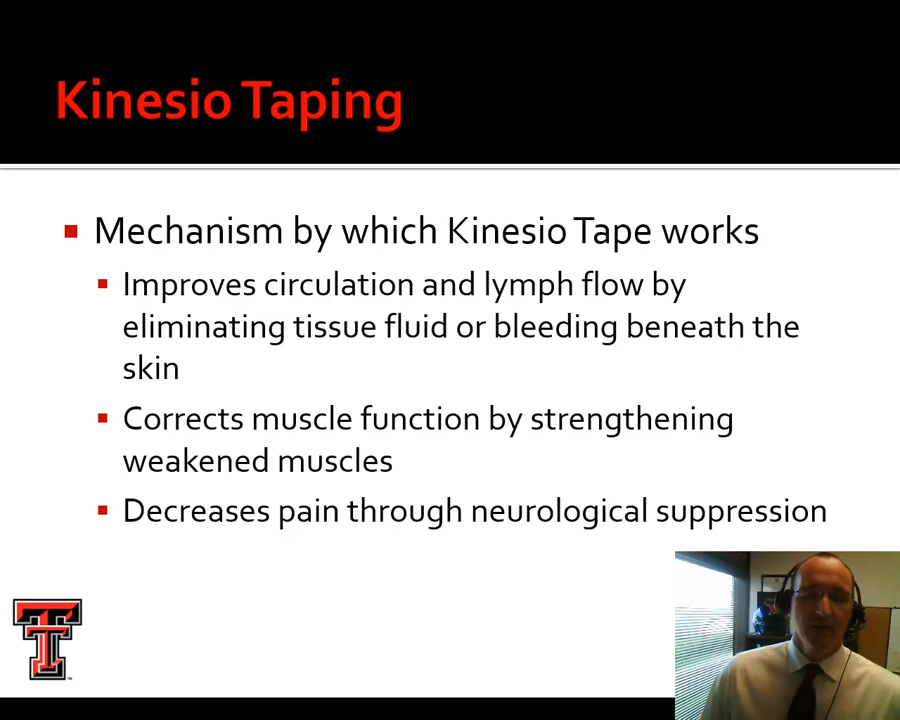 Kinesio Taping
Mechanism by which Kinesio Tape works
Improves circulation and lymph flow by
eliminating tissue fluid or bleeding beneath the
skin
Corrects muscle function by strengthening
weakened muscles
Decreases pain through neurological suppression
TM